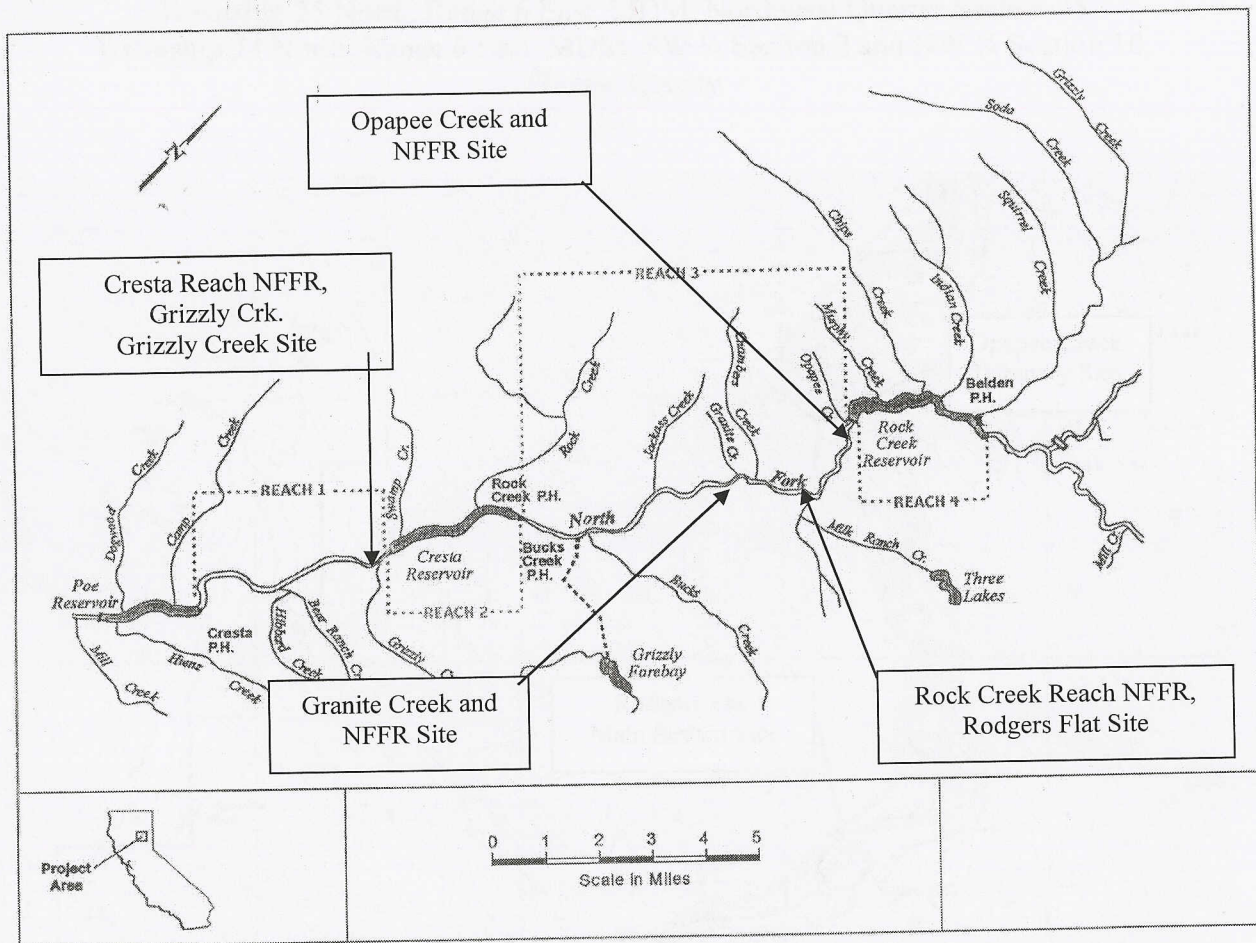 Opapee Creek and
NFFR Site
Cresta Reach NFFR,
Grizzly Crk.
Grizzly Creek Site
Granite Creek and
NFFR Site
Rock Creek Reach NFFR,
Rodgers Flat Site
Z
Grizzly
Creek
Soda
Creek
Squirrel
Creek
Chips
Creek
Indian Creek
REACH 3
Murphy
Creek
Opapee
Cr.
Chambers
Creek
Granite Cr.
Jackass Creek
Rock
Creek
Belden
P.H.
Rock
Creek
Reservoir
REACH 4
Fork
North
Rock
Creek P.H.
Swamp
Cr.
REACH 1
Camp
Creek
Dogwood
Creek
Poe
Reservoir
Cresta
Reservoir
REACH 2
Bucks
Creek
P.H.
Bucks
Creek
Milk Ranch
Cr.
Three
Lakes
Mill Cr.
Cresta
P.H.
Mill
Creek
Creek
Hibbard
Creek
Bear Ranch
Grizzly
Grizzly
Forebay
Project
Area
0 1 2 3 4 5
Scale in Miles